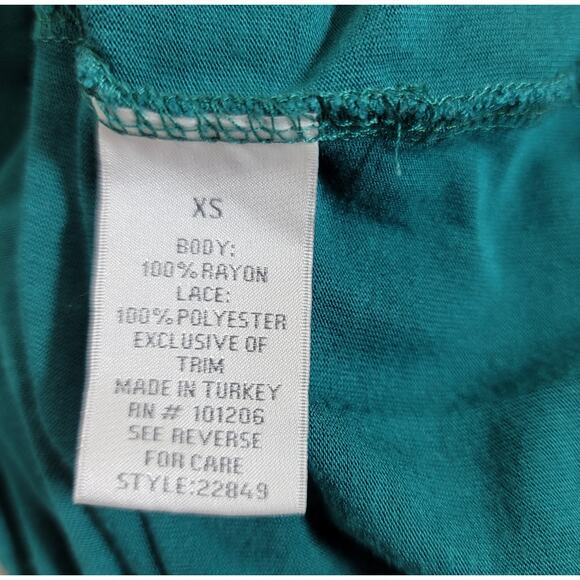 XS
BODY:
100% RAYON
LACE:
100% POLYESTER
EXCLUSIVE OF
TRIM
MADE IN TURKEY
RN # 101206
SEE REVERSE
FOR CARE
STYLE:22849